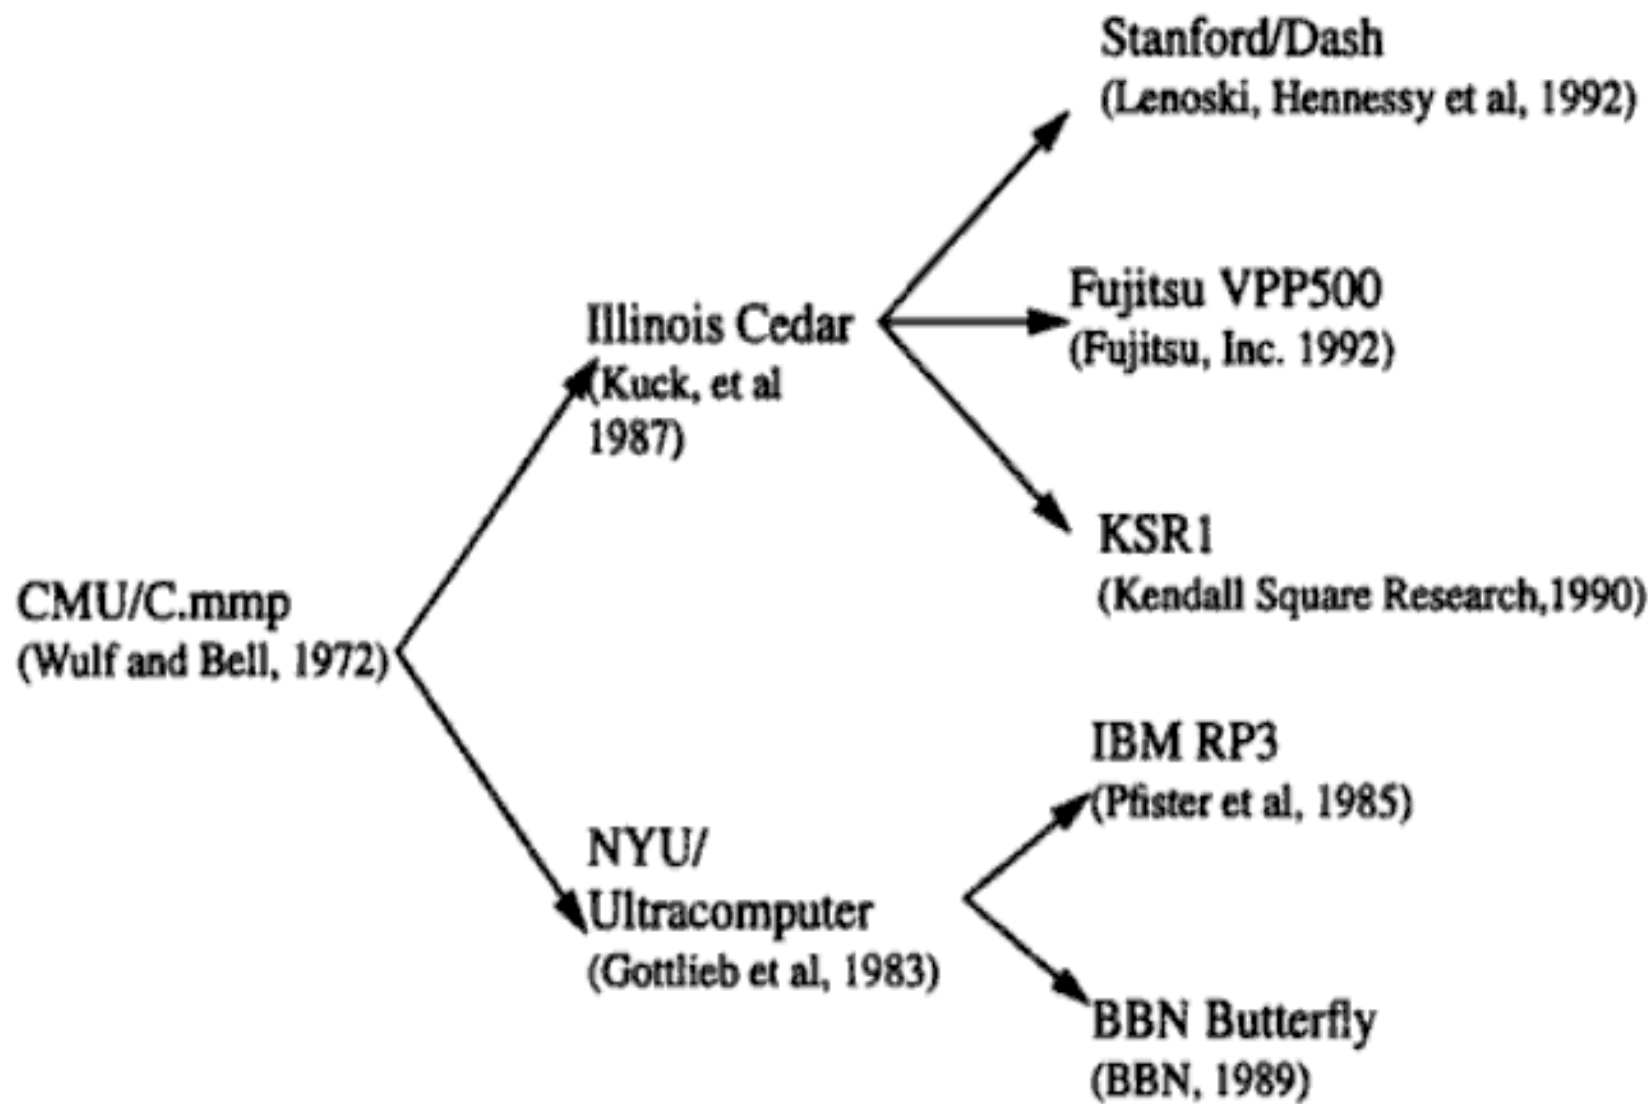 Stanford/Dash
(Lenoski, Hennessy et al, 1992)
Fujitsu VPP500
(Fujitsu, Inc. 1992)
Illinois Cedar
(Kuck, et al
1987)
KSR1
(Kendall Square Research,1990)
CMU/C.mmp
(Wulf and Bell, 1972)
IBM RP3
(Pfister et al, 1985)
NYU/
Ultracomputer
(Gottlieb et al, 1983)
BBN Butterfly
(BBN, 1989)